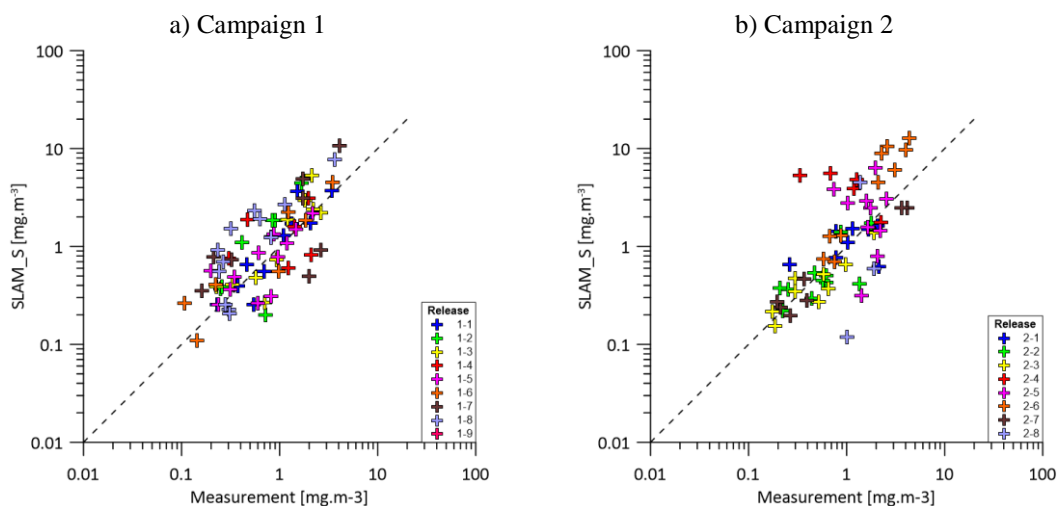 a) Campaign 1
100
10
1
0.1
0.01
SLAM_S [mg.m⁻³]
0.01 0.1 1 10 100
Measurement [mg.m-3]
Release
1-1
1-2
1-3
1-4
1-5
1-6
1-7
1-8
1-9
b) Campaign 2
100
10
1
0.1
0.01
SLAM_S [mg.m⁻³]
0.01 0.1 1 10 100
Measurement [mg.m-3]
Release
2-1
2-2
2-3
2-4
2-5
2-6
2-7
2-8